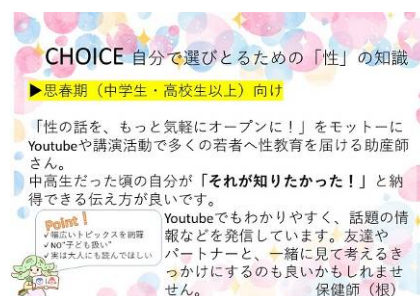 CHOICE 自分で選びとるための「性」の知識
▶思春期（中学生・高校生以上）向け
「性の話を、もっと気軽にオープンに！」をモットーに
Youtubeや講演活動で多くの若者へ性教育を届ける助産師
さん。
中高生だった頃の自分が「それが知りたかった！」と納
得できる伝え方が良いです。
Point！
✓幅広いトピックスを網羅
✓NO"子ども扱い"
✓実は大人にも読んでほしい
Youtubeでもわかりやすく、話題の情
報などを発信しています。友達や
パートナーと、一緒に見て考えるき
っかけにするのも良いかもしれませ
せん。 保健師（根）